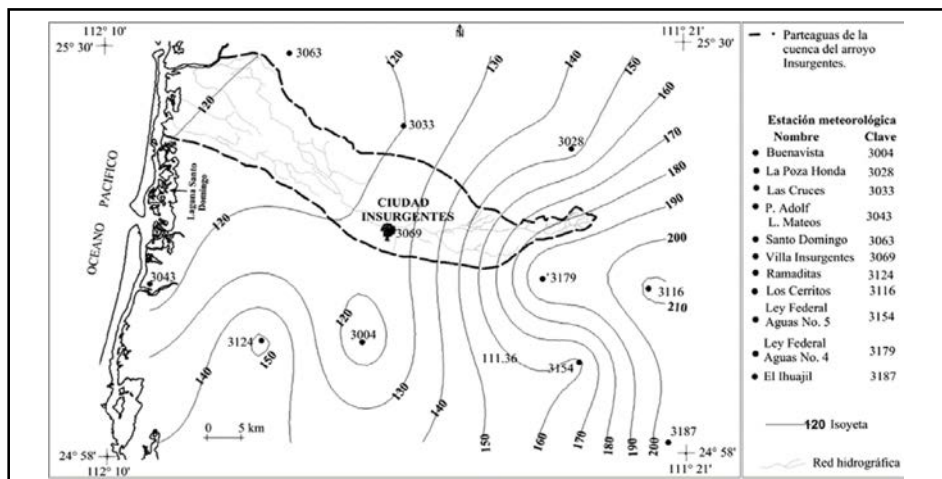 112° 10'
25° 30'
3063
120
130
140
150
160
170
180
190
200
210
111° 21'
25° 30'
120
3033
3028
OCEANO PACIFICO
Laguna Santo
Domingo
CIUDAD
INSURGENTES
3069
120
3043
3179
3116
120
3004
3124
150
140
111.36
3154
130
140
150
160
170
180
190
200
3187
0 5 km
24° 58'
112° 10'
24° 58'
111° 21'
Parteaguas de la
cuenca del arroyo
Insurgentes.
Estación meteorológica
Nombre Clave
Buenavista 3004
La Poza Honda 3028
Las Cruces 3033
P. Adolf
L. Mateos 3043
Santo Domingo 3063
Villa Insurgentes 3069
Ramaditas 3124
Los Cerritos 3116
Ley Federal
Aguas No. 5 3154
Ley Federal
Aguas No. 4 3179
El Ihuajil 3187
120 Isoyeta
Red hidrográfica